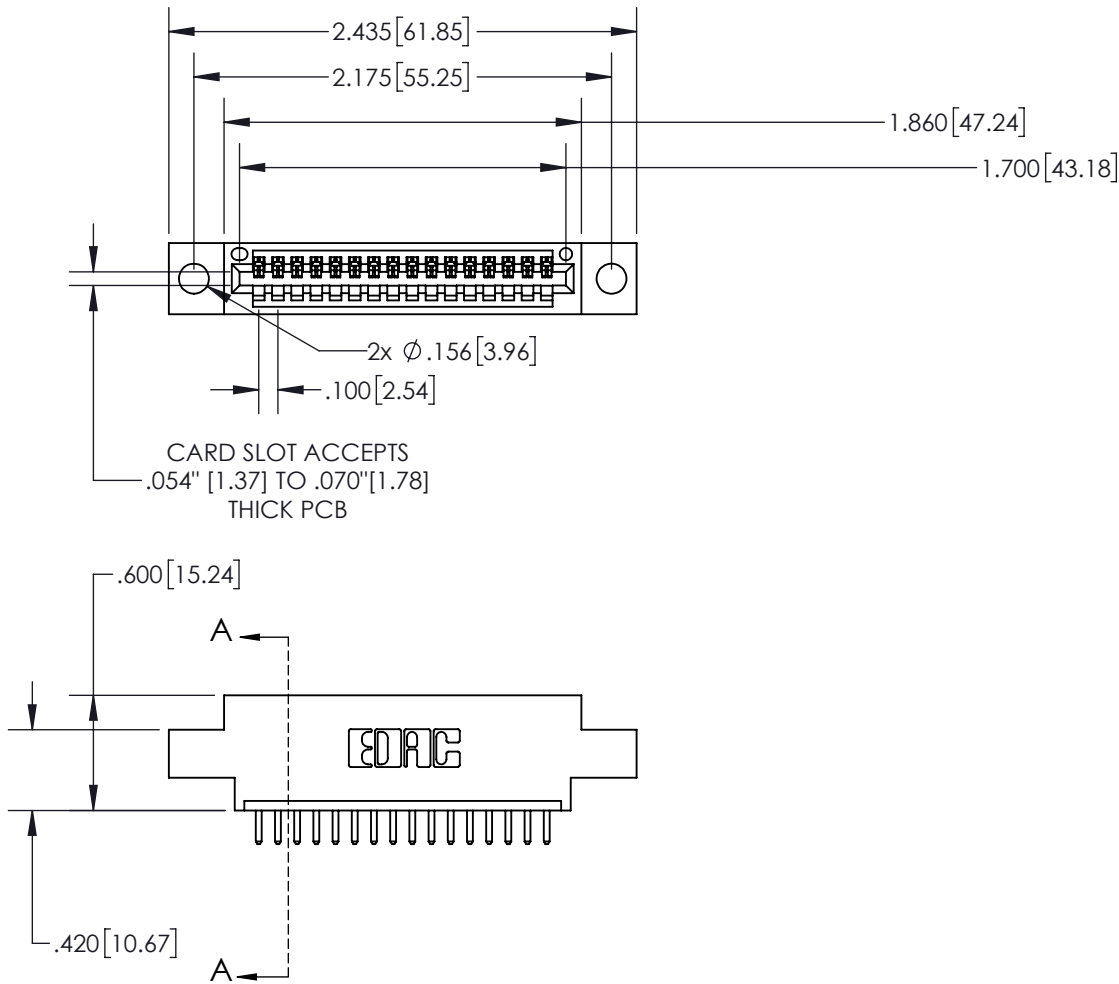 2.435[61.85]
2.175[55.25]
1.860[47.24]
1.700[43.18]
2x Ø .156[3.96]
.100[2.54]
CARD SLOT ACCEPTS
.054" [1.37] TO .070"[1.78]
THICK PCB
.600[15.24]
A
EDAC
.420[10.67]
A